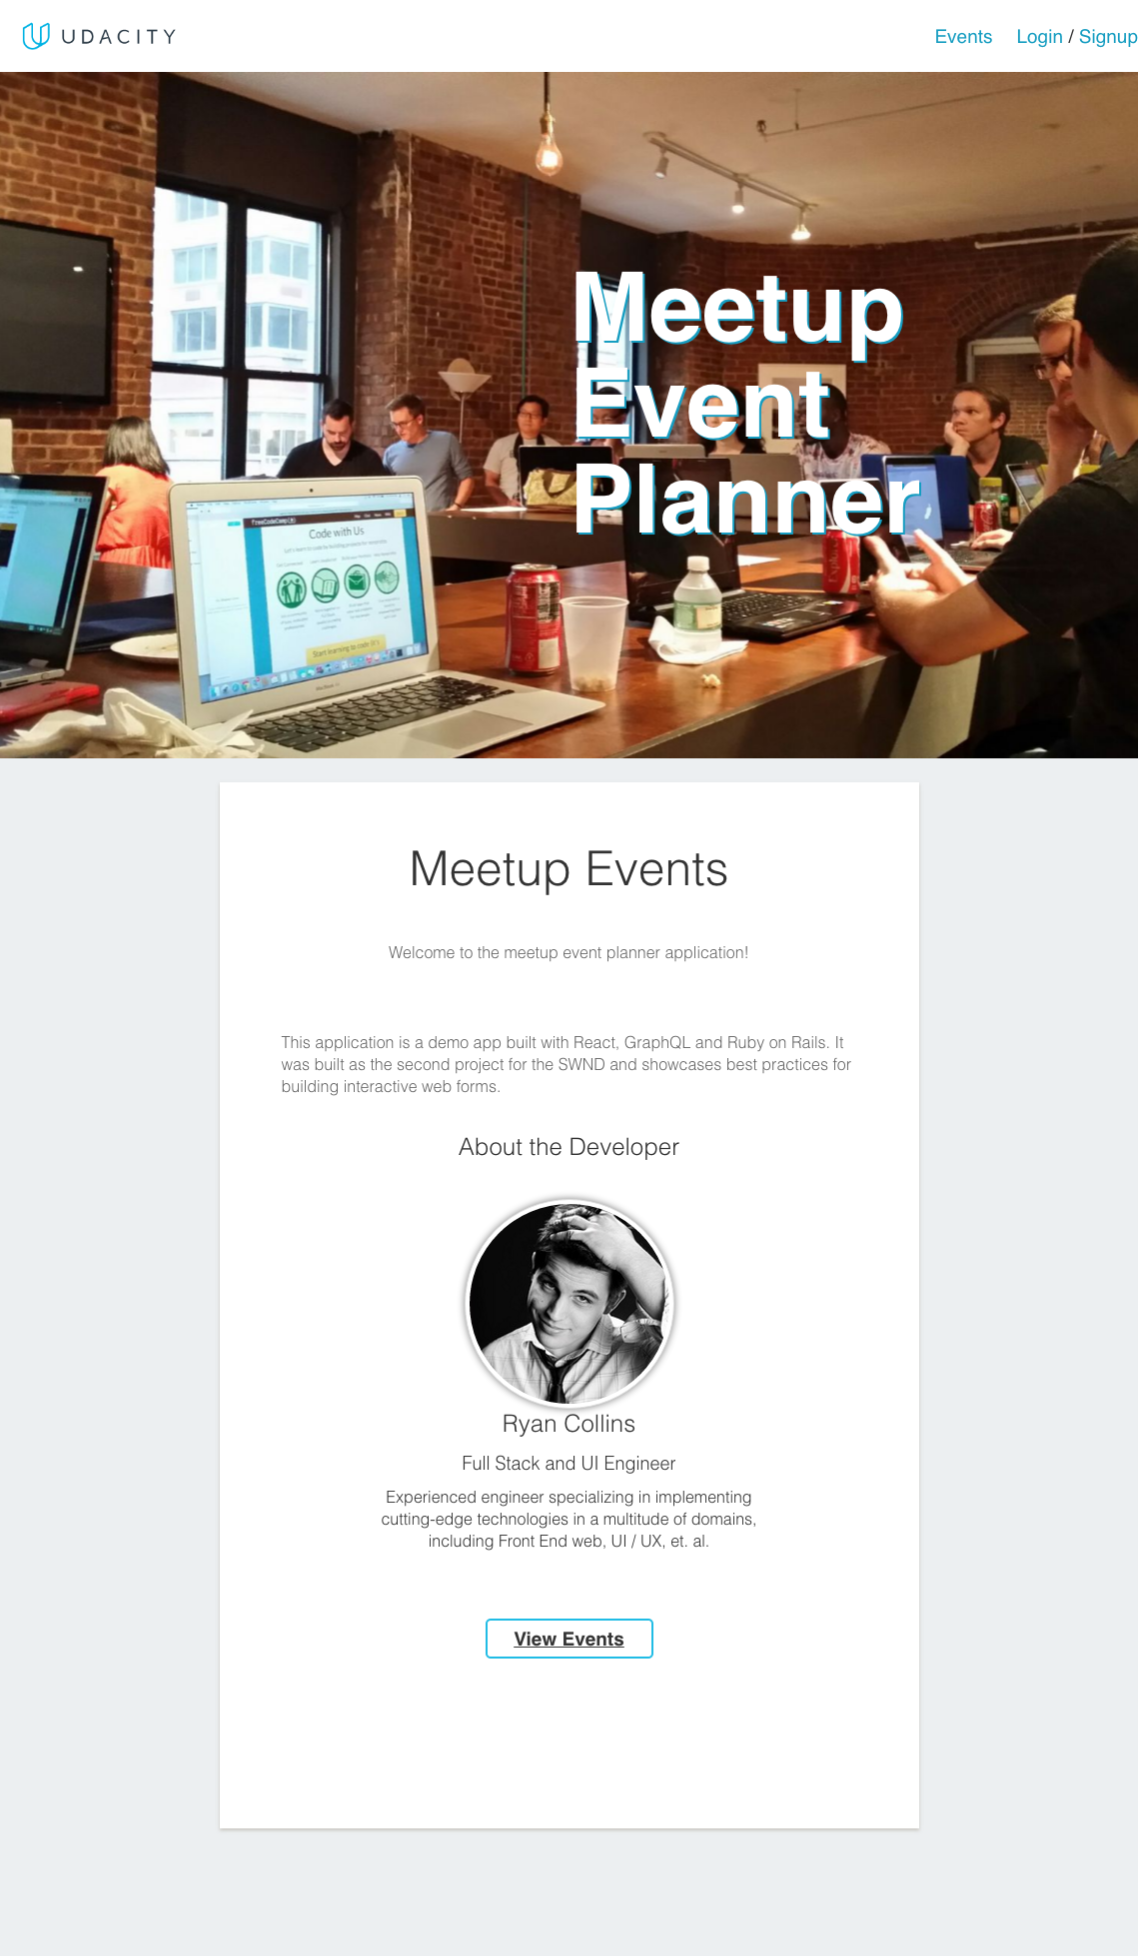 UDACITY
Events Login / Signup
Meetup
Event
Planner
Code with Us
Start learning to code
Meetup Events
Welcome to the meetup event planner application!
This application is a demo app built with React, GraphQL and Ruby on Rails. It
was built as the second project for the SWND and showcases best practices for
building interactive web forms.
About the Developer
Ryan Collins
Full Stack and UI Engineer
Experienced engineer specializing in implementing
cutting-edge technologies in a multitude of domains,
including Front End web, UI / UX, et. al.
View Events